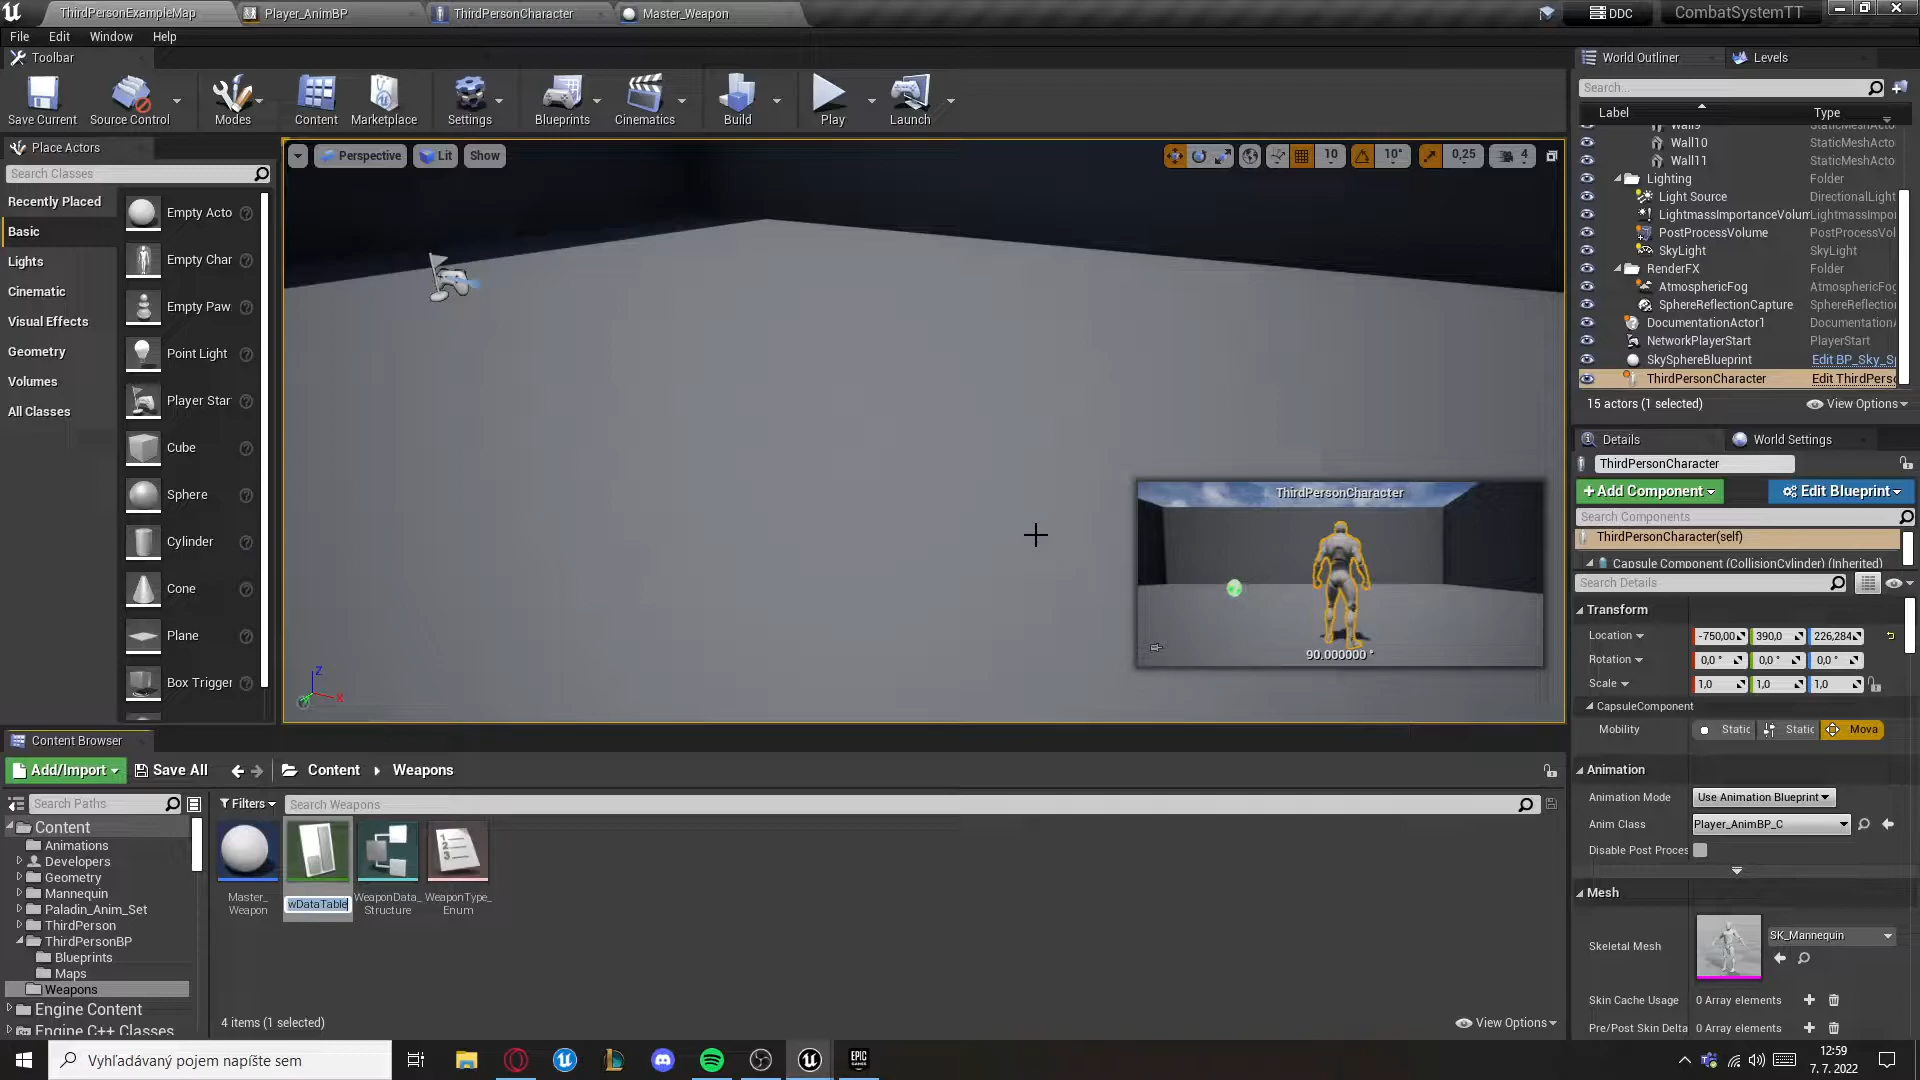 ThirdPersonExampleMap
Player_AnimBP
ThirdPersonCharacter
Master_Weapon
DDC
CombatSystemTT
File Edit Window Help
Toolbar
Save Current
Source Control
Modes
Content
Marketplace
Settings
Blueprints
Cinematics
Build
Play
Launch
Place Actors
Search Classes
Recently Placed
Basic
Lights
Cinematic
Visual Effects
Geometry
Volumes
All Classes
Empty Acto
Empty Char
Empty Paw
Point Light
Player Star
Cube
Sphere
Cylinder
Cone
Plane
Box Trigger
Perspective
Lit
Show
10
10°
0,25
4
ThirdPersonCharacter
90.000000 °
Z
X
World Outliner
Levels
Search...
Label Type
Wall9 StaticMeshActo
Wall10 StaticMeshActo
Wall11 StaticMeshActo
Lighting Folder
Light Source DirectionalLight
LightmassImportanceVolum LightmassImpor
PostProcessVolume PostProcessVol
SkyLight SkyLight
RenderFX Folder
AtmosphericFog AtmosphericFog
SphereReflectionCapture SphereReflectio
DocumentationActor1 Documentation
NetworkPlayerStart PlayerStart
SkySphereBlueprint Edit BP_Sky_S
ThirdPersonCharacter Edit ThirdPerso
15 actors (1 selected)
View Options
Details
World Settings
ThirdPersonCharacter
Add Component
Edit Blueprint
Search Components
ThirdPersonCharacter(self)
Capsule Component (CollisionCylinder) (Inherited)
Search Details
Transform
Location -750,00 390,0 226,284
Rotation 0,0 ° 0,0 ° 0,0 °
Scale 1,0 1,0 1,0
CapsuleComponent
Mobility Static Static Mova
Animation
Animation Mode Use Animation Blueprint
Anim Class Player_AnimBP_C
Disable Post Proces
Mesh
Skeletal Mesh SK_Mannequin
Skin Cache Usage 0 Array elements
Pre/Post Skin Delta 0 Array elements
Content Browser
Add/Import
Save All
Content
Weapons
Search Paths
Filters
Search Weapons
Content
Animations
Developers
Geometry
Mannequin
Paladin_Anim_Set
ThirdPerson
ThirdPersonBP
Blueprints
Maps
Weapons
Engine Content
Engine C++ Classes
Master_
Weapon
wDataTable
WeaponData_
Structure
WeaponType_
Enum
4 items (1 selected)
View Options
Vyhľadávaný pojem napíšte sem
EPIC
GAMES
12:59
7. 7. 2022